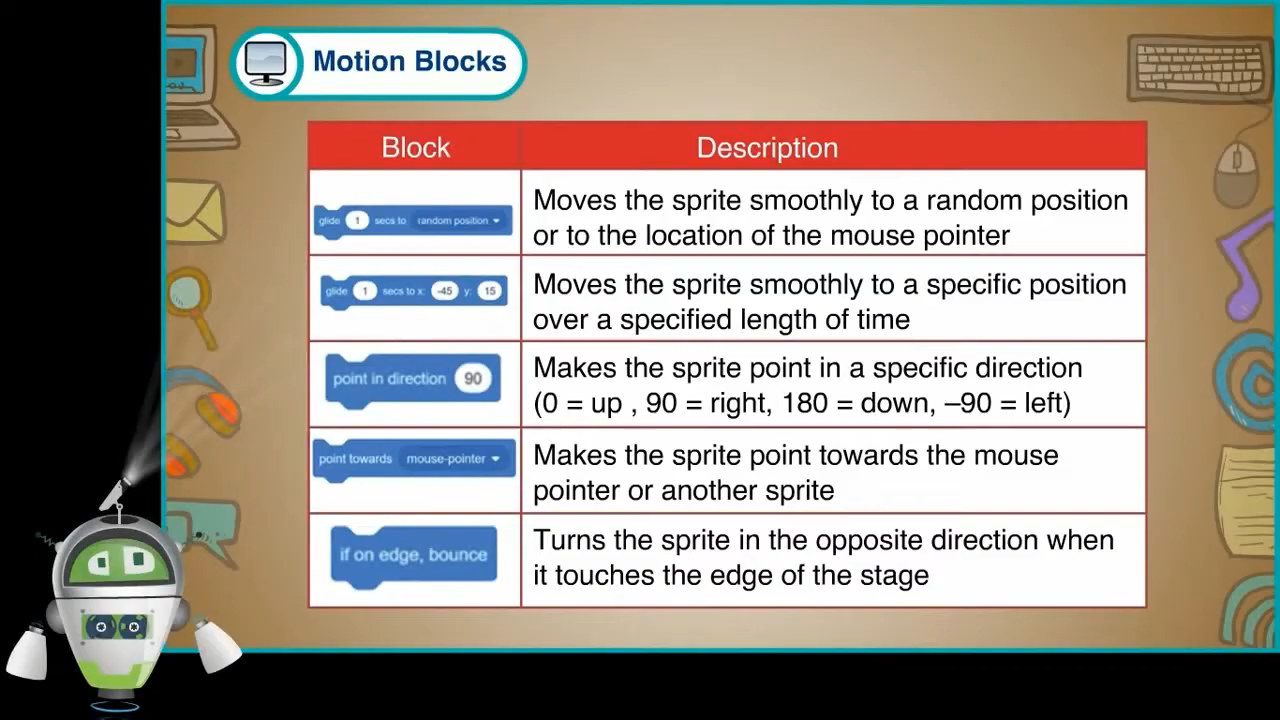 Motion Blocks
Block Description
glide 1 secs to random position
Moves the sprite smoothly to a random position
or to the location of the mouse pointer
glide 1 secs to x: -45 y: 15
Moves the sprite smoothly to a specific position
over a specified length of time
point in direction 90
Makes the sprite point in a specific direction
(0 = up , 90 = right, 180 = down, –90 = left)
point towards mouse-pointer
Makes the sprite point towards the mouse
pointer or another sprite
if on edge, bounce
Turns the sprite in the opposite direction when
it touches the edge of the stage